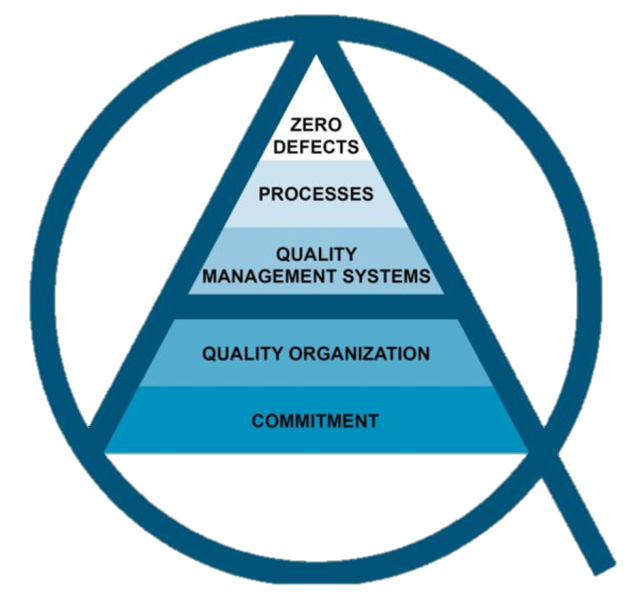 ZERO
DEFECTS
PROCESSES
QUALITY
MANAGEMENT SYSTEMS
QUALITY ORGANIZATION
COMMITMENT